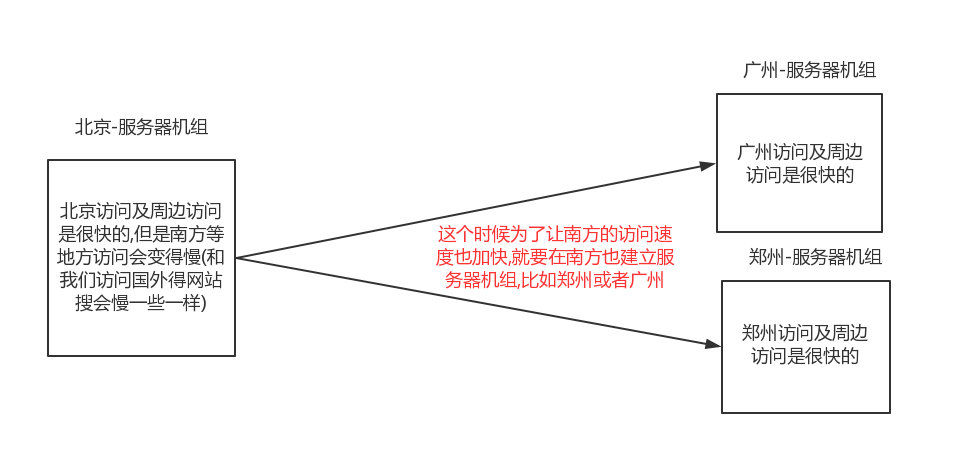 北京-服务器机组
北京访问及周边访问
是很快的,但是南方等
地方访问会变得慢(和
我们访问国外得网站
搜会慢一些一样)
这个时候为了让南方的访问速
度也加快,就要在南方也建立服
务器机组,比如郑州或者广州
广州-服务器机组
广州访问及周边
访问是很快的
郑州-服务器机组
郑州访问及周边
访问是很快的